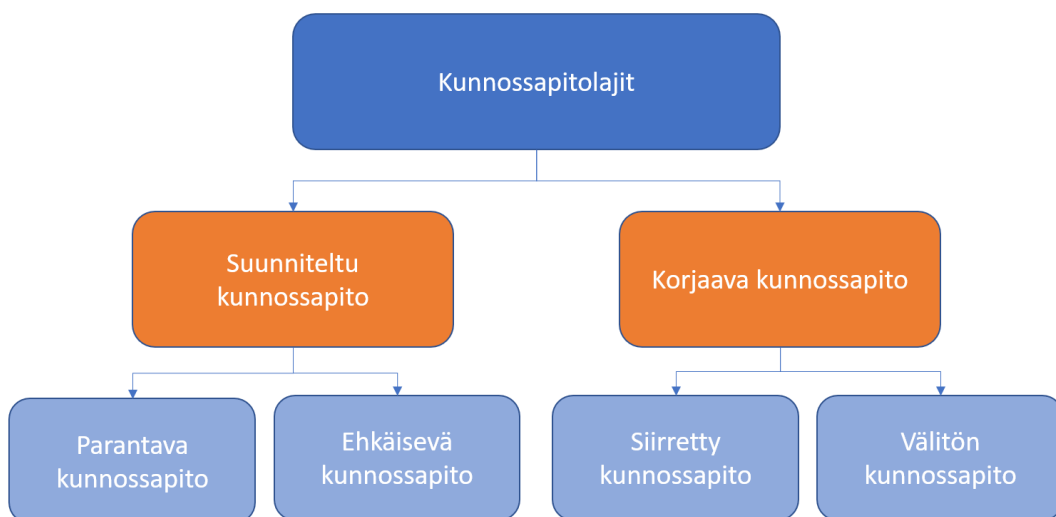 Kunnossapitolajit
Suunniteltu
kunnossapito
Korjaava kunnossapito
Parantava
kunnossapito
Ehkäisevä
kunnossapito
Siirretty
kunnossapito
Välitön
kunnossapito